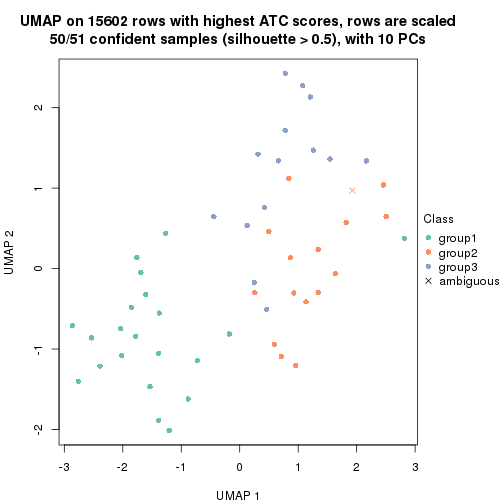 UMAP on 15602 rows with highest ATC scores, rows are scaled
50/51 confident samples (silhouette > 0.5), with 10 PCs
2
1
0
-1
-2
UMAP 2
-3
-2
-1
0
1
2
3
UMAP 1
Class
group1
group2
group3
ambiguous